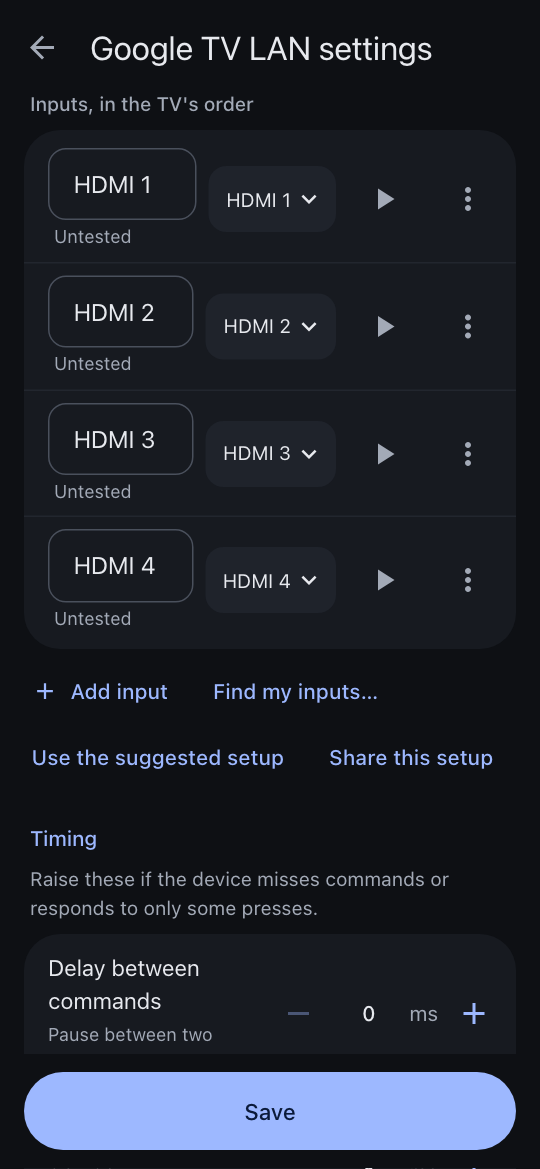 Google TV LAN settings
Inputs, in the TV's order
HDMI 1
HDMI 1
Untested
HDMI 2
HDMI 2
Untested
HDMI 3
HDMI 3
Untested
HDMI 4
HDMI 4
Untested
+ Add input
Find my inputs...
Use the suggested setup
Share this setup
Timing
Raise these if the device misses commands or
responds to only some presses.
Delay between
commands
0 ms
Pause between two
Save